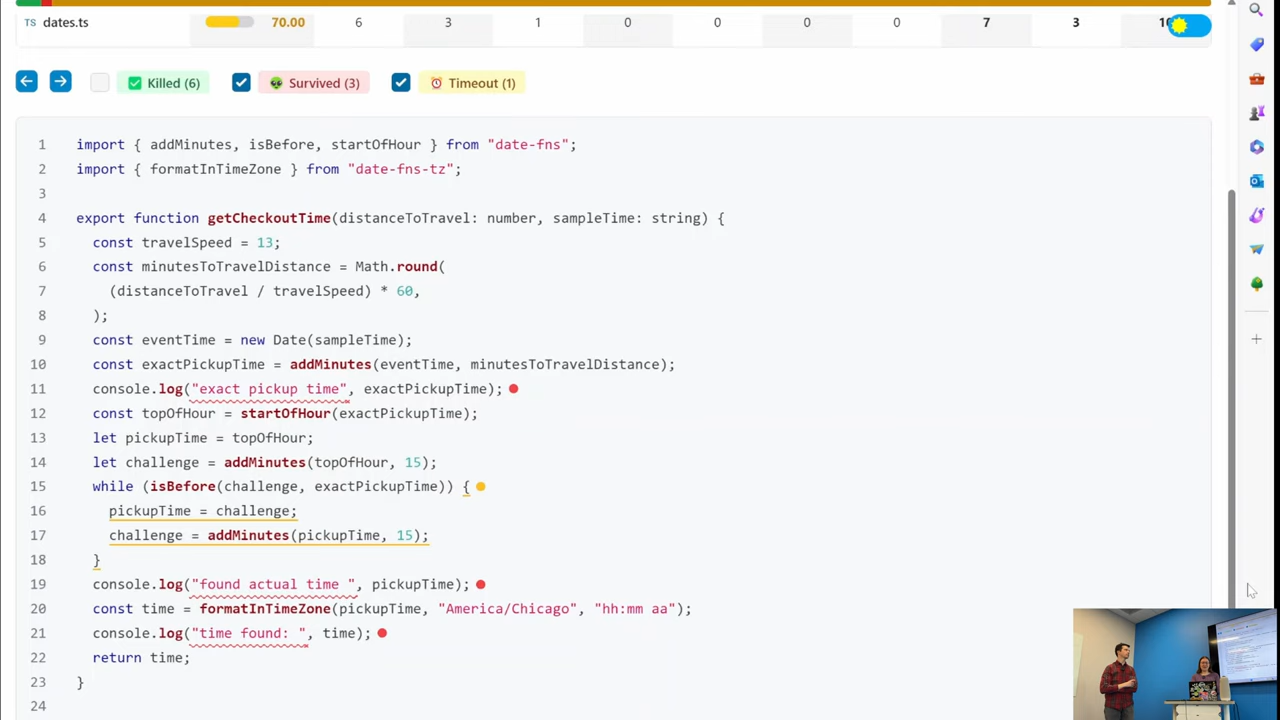 TS dates.ts 70.00 6 3 1 0 0 0 0 7 3 10
Killed (6) Survived (3) Timeout (1)
1 import { addMinutes, isBefore, startOfHour } from "date-fns";
2 import { formatInTimeZone } from "date-fns-tz";
3
4 export function getCheckoutTime(distanceToTravel: number, sampleTime: string) {
5 const travelSpeed = 13;
6 const minutesToTravelDistance = Math.round(
7 (distanceToTravel / travelSpeed) * 60,
8 );
9 const eventTime = new Date(sampleTime);
10 const exactPickupTime = addMinutes(eventTime, minutesToTravelDistance);
11 console.log("exact pickup time", exactPickupTime);
12 const topOfHour = startOfHour(exactPickupTime);
13 let pickupTime = topOfHour;
14 let challenge = addMinutes(topOfHour, 15);
15 while (isBefore(challenge, exactPickupTime)) {
16 pickupTime = challenge;
17 challenge = addMinutes(pickupTime, 15);
18 }
19 console.log("found actual time ", pickupTime);
20 const time = formatInTimeZone(pickupTime, "America/Chicago", "hh:mm aa");
21 console.log("time found: ", time);
22 return time;
23 }
24